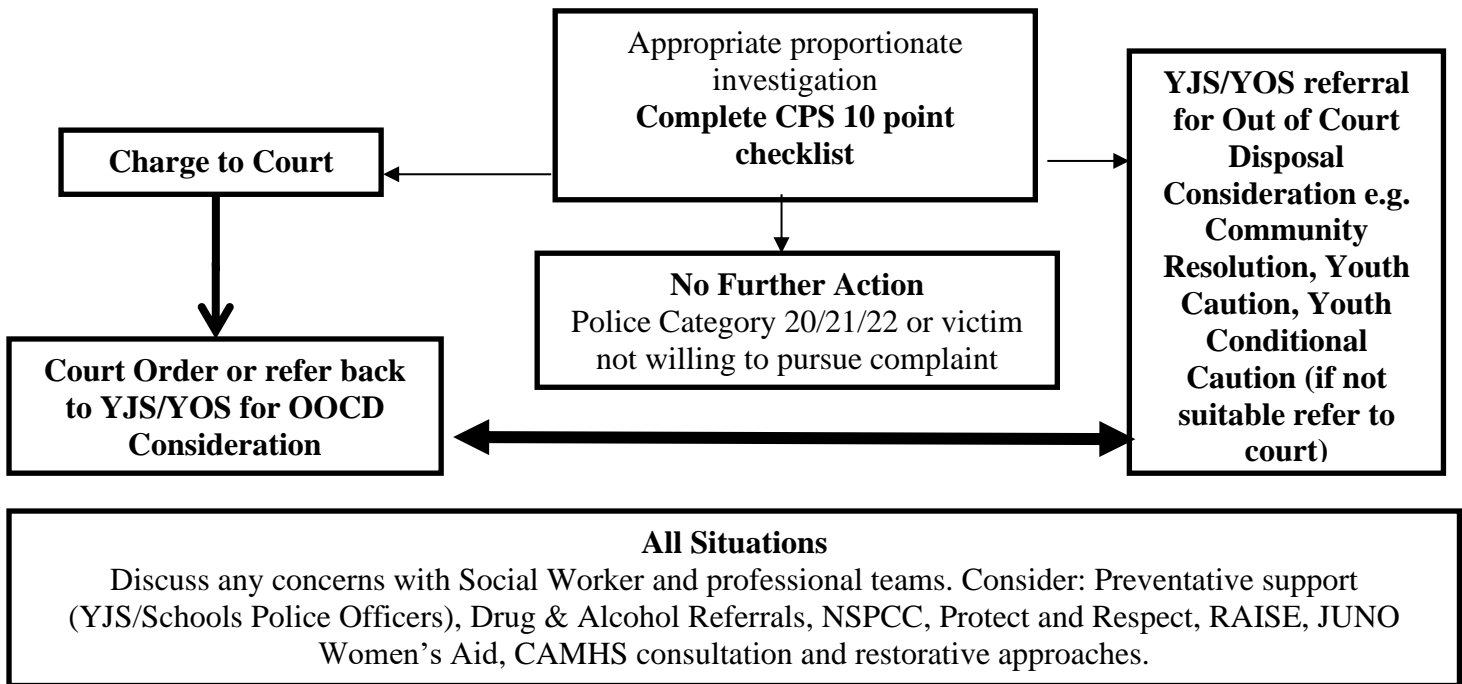 Appropriate proportionate
investigation
Complete CPS 10 point
checklist
Charge to Court
YJS/YOS referral
for Out of Court
Disposal
Consideration e.g.
Community
Resolution, Youth
Caution, Youth
Conditional
Caution (if not
suitable refer to
court)
No Further Action
Police Category 20/21/22 or victim
not willing to pursue complaint
Court Order or refer back
to YJS/YOS for OOCD
Consideration
All Situations
Discuss any concerns with Social Worker and professional teams. Consider: Preventative support
(YJS/Schools Police Officers), Drug & Alcohol Referrals, NSPCC, Protect and Respect, RAISE, JUNO
Women’s Aid, CAMHS consultation and restorative approaches.